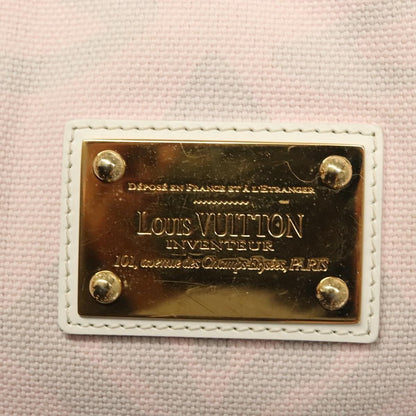 DÉPOSÉ EN FRANCE ET À L'ÉTRANGER
LOUIS VUITTON
INVENTEUR
101, avenue des Champs-Elysées, PARIS